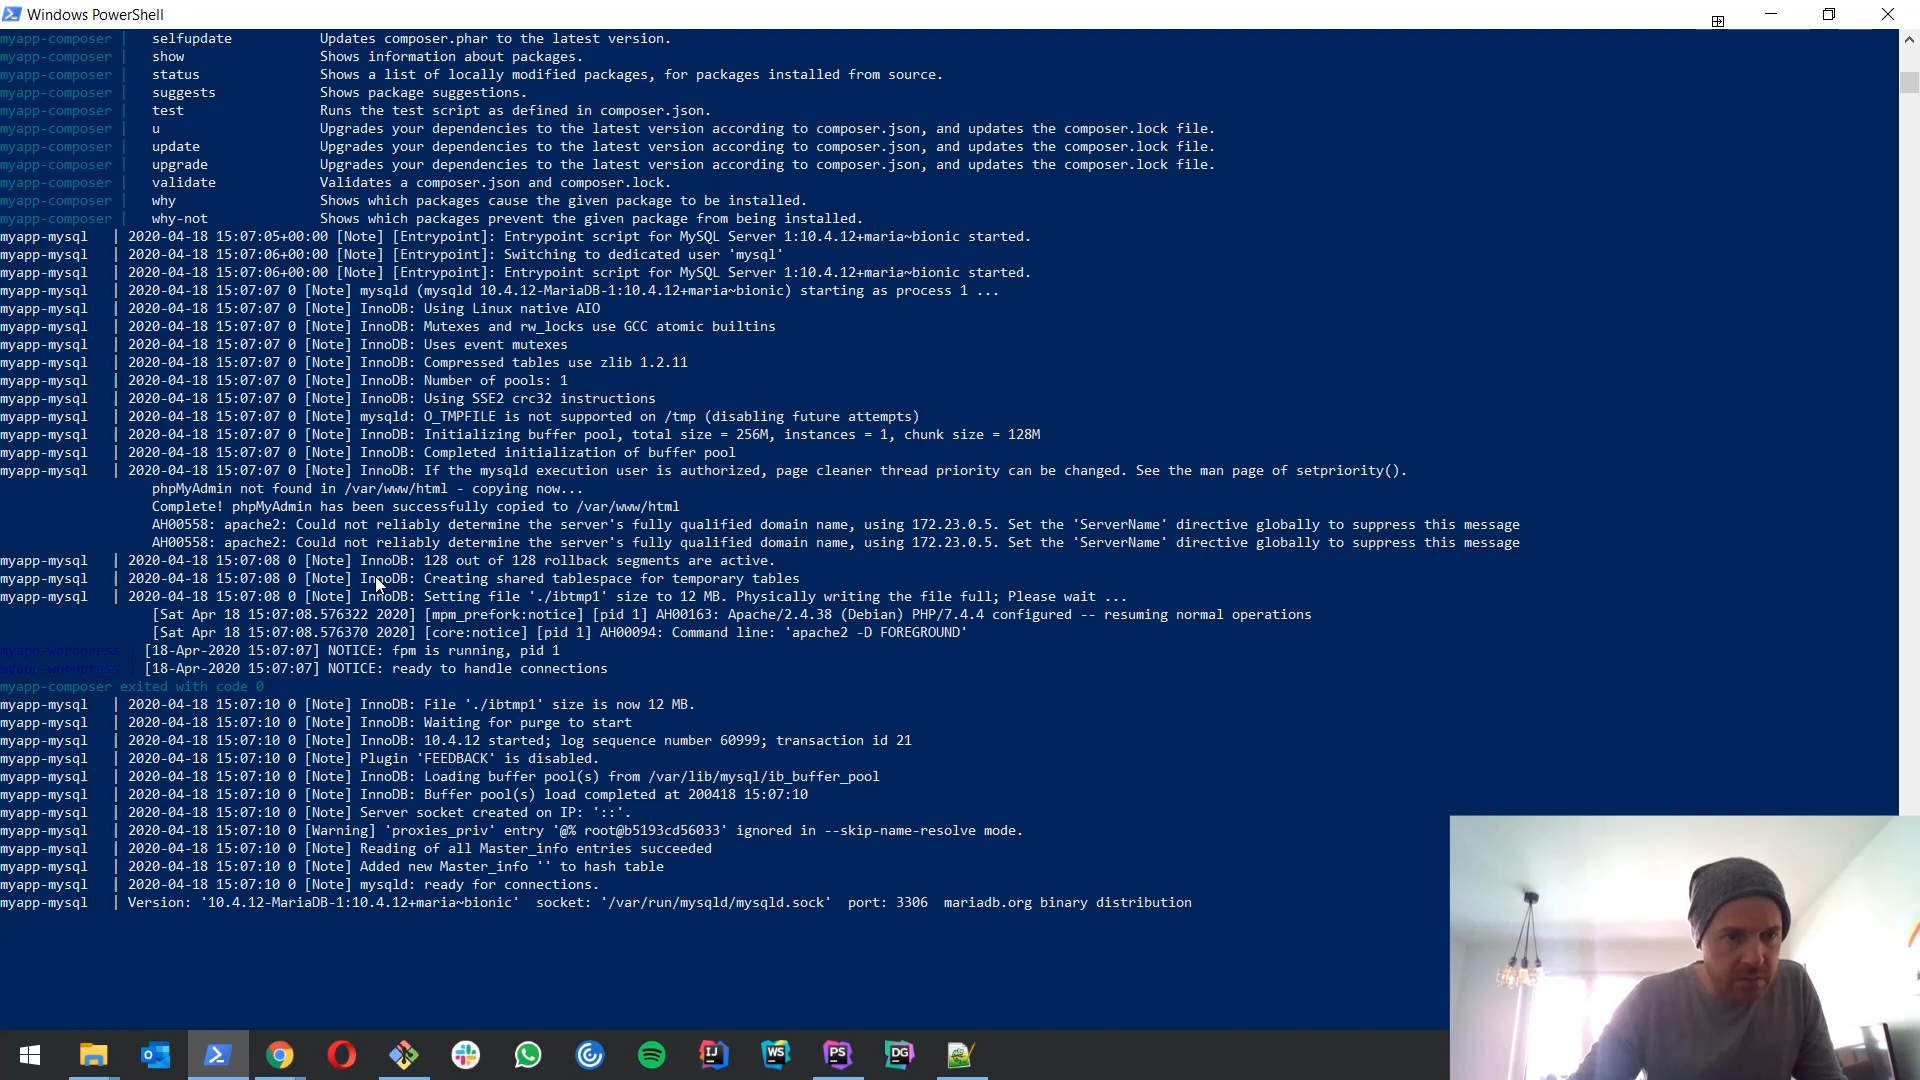 Windows PowerShell
myapp-composer | selfupdate Updates composer.phar to the latest version.
myapp-composer | show Shows information about packages.
myapp-composer | status Shows a list of locally modified packages, for packages installed from source.
myapp-composer | suggests Shows package suggestions.
myapp-composer | test Runs the test script as defined in composer.json.
myapp-composer | u Upgrades your dependencies to the latest version according to composer.json, and updates the composer.lock file.
myapp-composer | update Upgrades your dependencies to the latest version according to composer.json, and updates the composer.lock file.
myapp-composer | upgrade Upgrades your dependencies to the latest version according to composer.json, and updates the composer.lock file.
myapp-composer | validate Validates a composer.json and composer.lock.
myapp-composer | why Shows which packages cause the given package to be installed.
myapp-composer | why-not Shows which packages prevent the given package from being installed.
myapp-mysql | 2020-04-18 15:07:05+00:00 [Note] [Entrypoint]: Entrypoint script for MySQL Server 1:10.4.12+maria~bionic started.
myapp-mysql | 2020-04-18 15:07:06+00:00 [Note] [Entrypoint]: Switching to dedicated user 'mysql'
myapp-mysql | 2020-04-18 15:07:06+00:00 [Note] [Entrypoint]: Entrypoint script for MySQL Server 1:10.4.12+maria~bionic started.
myapp-mysql | 2020-04-18 15:07:07 0 [Note] mysqld (mysqld 10.4.12-MariaDB-1:10.4.12+maria~bionic) starting as process 1 ...
myapp-mysql | 2020-04-18 15:07:07 0 [Note] InnoDB: Using Linux native AIO
myapp-mysql | 2020-04-18 15:07:07 0 [Note] InnoDB: Mutexes and rw_locks use GCC atomic builtins
myapp-mysql | 2020-04-18 15:07:07 0 [Note] InnoDB: Uses event mutexes
myapp-mysql | 2020-04-18 15:07:07 0 [Note] InnoDB: Compressed tables use zlib 1.2.11
myapp-mysql | 2020-04-18 15:07:07 0 [Note] InnoDB: Number of pools: 1
myapp-mysql | 2020-04-18 15:07:07 0 [Note] InnoDB: Using SSE2 crc32 instructions
myapp-mysql | 2020-04-18 15:07:07 0 [Note] mysqld: O_TMPFILE is not supported on /tmp (disabling future attempts)
myapp-mysql | 2020-04-18 15:07:07 0 [Note] InnoDB: Initializing buffer pool, total size = 256M, instances = 1, chunk size = 128M
myapp-mysql | 2020-04-18 15:07:07 0 [Note] InnoDB: Completed initialization of buffer pool
myapp-mysql | 2020-04-18 15:07:07 0 [Note] InnoDB: If the mysqld execution user is authorized, page cleaner thread priority can be changed. See the man page of setpriority().
phpMyAdmin not found in /var/www/html - copying now...
Complete! phpMyAdmin has been successfully copied to /var/www/html
AH00558: apache2: Could not reliably determine the server's fully qualified domain name, using 172.23.0.5. Set the 'ServerName' directive globally to suppress this message
AH00558: apache2: Could not reliably determine the server's fully qualified domain name, using 172.23.0.5. Set the 'ServerName' directive globally to suppress this message
myapp-mysql | 2020-04-18 15:07:08 0 [Note] InnoDB: 128 out of 128 rollback segments are active.
myapp-mysql | 2020-04-18 15:07:08 0 [Note] InnoDB: Creating shared tablespace for temporary tables
myapp-mysql | 2020-04-18 15:07:08 0 [Note] InnoDB: Setting file './ibtmp1' size to 12 MB. Physically writing the file full; Please wait ...
[Sat Apr 18 15:07:08.576322 2020] [mpm_prefork:notice] [pid 1] AH00163: Apache/2.4.38 (Debian) PHP/7.4.4 configured -- resuming normal operations
[Sat Apr 18 15:07:08.576370 2020] [core:notice] [pid 1] AH00094: Command line: 'apache2 -D FOREGROUND'
myapp-wordpress | [18-Apr-2020 15:07:07] NOTICE: fpm is running, pid 1
myapp-wordpress | [18-Apr-2020 15:07:07] NOTICE: ready to handle connections
myapp-composer exited with code 0
myapp-mysql | 2020-04-18 15:07:10 0 [Note] InnoDB: File './ibtmp1' size is now 12 MB.
myapp-mysql | 2020-04-18 15:07:10 0 [Note] InnoDB: Waiting for purge to start
myapp-mysql | 2020-04-18 15:07:10 0 [Note] InnoDB: 10.4.12 started; log sequence number 60999; transaction id 21
myapp-mysql | 2020-04-18 15:07:10 0 [Note] Plugin 'FEEDBACK' is disabled.
myapp-mysql | 2020-04-18 15:07:10 0 [Note] InnoDB: Loading buffer pool(s) from /var/lib/mysql/ib_buffer_pool
myapp-mysql | 2020-04-18 15:07:10 0 [Note] InnoDB: Buffer pool(s) load completed at 200418 15:07:10
myapp-mysql | 2020-04-18 15:07:10 0 [Note] Server socket created on IP: '::'.
myapp-mysql | 2020-04-18 15:07:10 0 [Warning] 'proxies_priv' entry '@% root@b5193cd56033' ignored in --skip-name-resolve mode.
myapp-mysql | 2020-04-18 15:07:10 0 [Note] Reading of all Master_info entries succeeded
myapp-mysql | 2020-04-18 15:07:10 0 [Note] Added new Master_info '' to hash table
myapp-mysql | 2020-04-18 15:07:10 0 [Note] mysqld: ready for connections.
myapp-mysql | Version: '10.4.12-MariaDB-1:10.4.12+maria~bionic' socket: '/var/run/mysqld/mysqld.sock' port: 3306 mariadb.org binary distribution
IJ WS PS DG